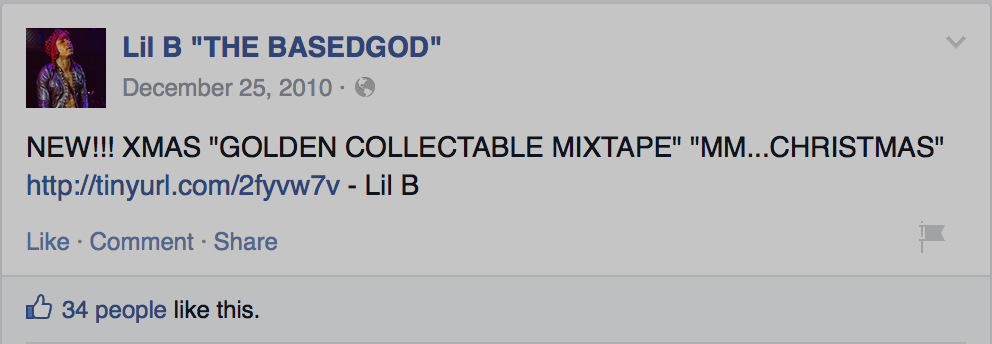 Lil B "THE BASEDGOD"
December 25, 2010 ·
NEW!!! XMAS "GOLDEN COLLECTABLE MIXTAPE" "MM...CHRISTMAS"
http://tinyurl.com/2fyvw7v - Lil B
Like · Comment · Share
34 people like this.